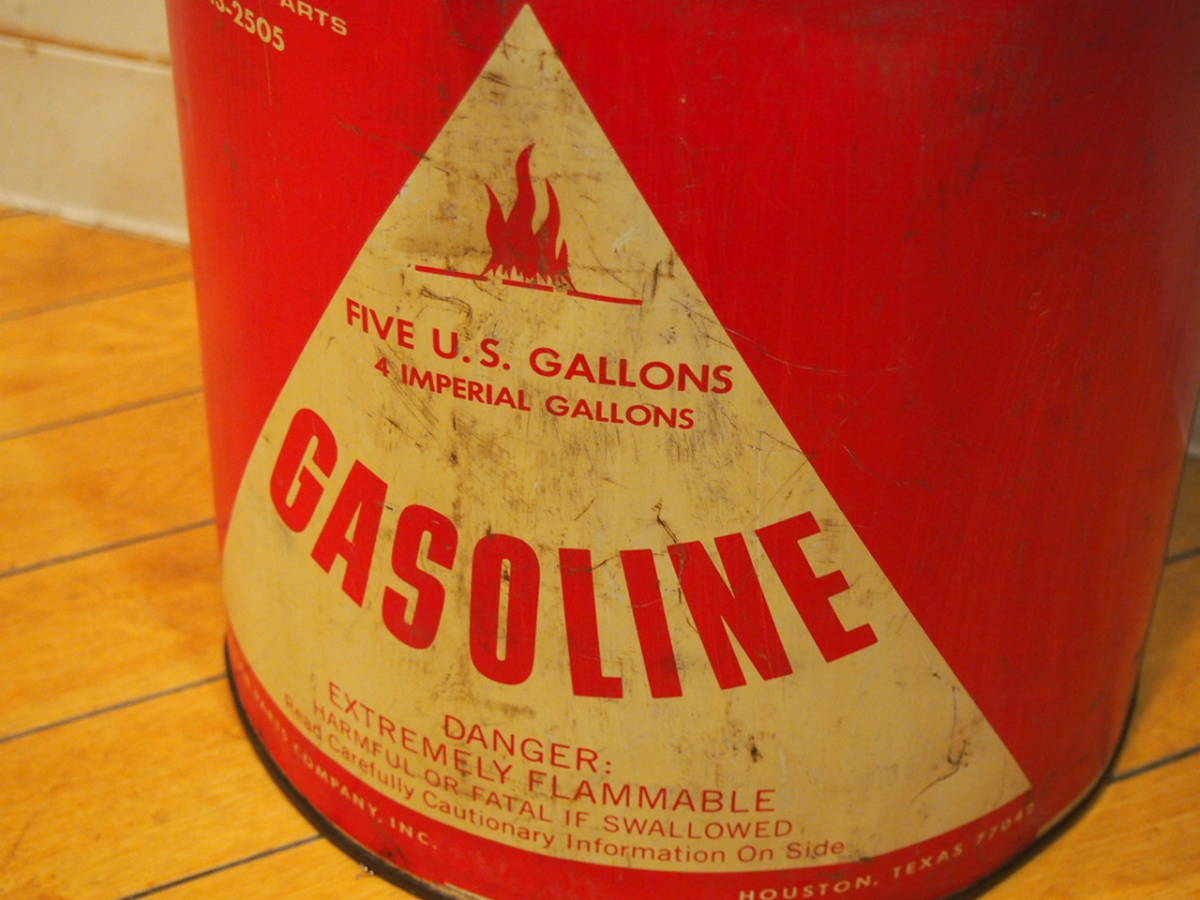 ARTS
-2505
FIVE U.S. GALLONS
4 IMPERIAL GALLONS
GASOLINE
DANGER:
EXTREMELY FLAMMABLE
HARMFUL OR FATAL IF SWALLOWED
Read Carefully Cautionary Information On Side
COMPANY, INC.
HOUSTON, TEXAS